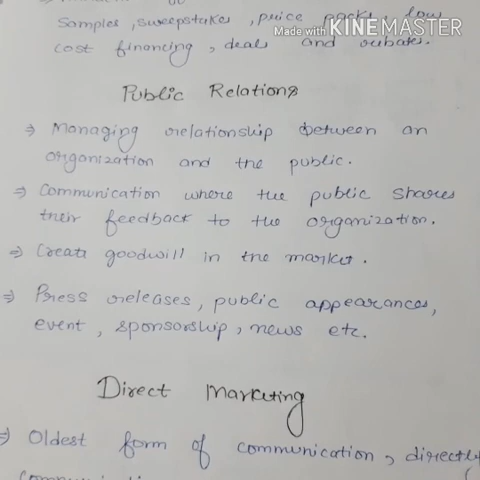 Samples, sweepstakes, price packs, low
Made with KINEMASTER
cost financing, deals and rebates.
Public Relations
⇒ Managing relationship between an
organization and the public.
⇒ Communication where the public shares
their feedback to the organization.
⇒ Create goodwill in the market.
⇒ Press releases, public appearances,
event, sponsorship, news etc.
Direct Marketing
⇒ Oldest form of communication, directly